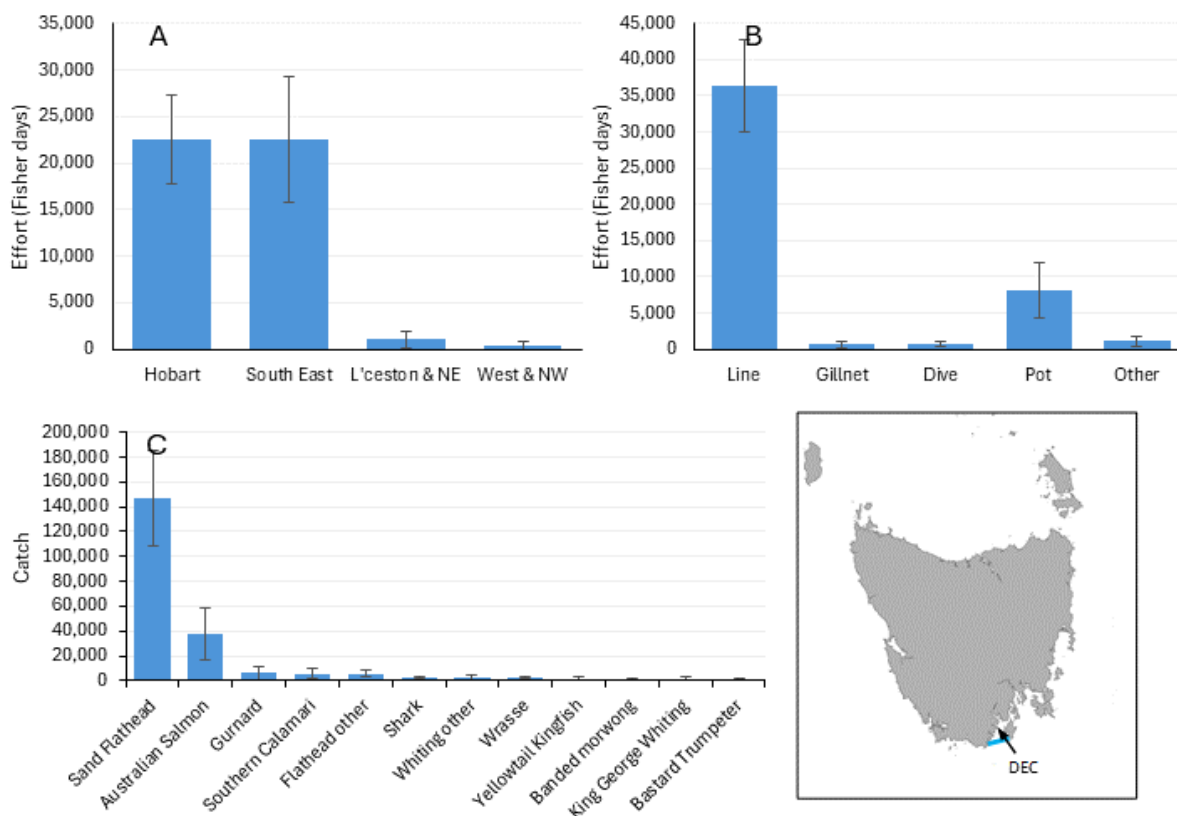 A
Effort (Fisher days)
35,000
30,000
25,000
20,000
15,000
10,000
5,000
0
Hobart South East L'ceston & NE West & NW
B
Effort (Fisher days)
45,000
40,000
35,000
30,000
25,000
20,000
15,000
10,000
5,000
0
Line Gillnet Dive Pot Other
C
Catch
200,000
180,000
160,000
140,000
120,000
100,000
80,000
60,000
40,000
20,000
0
Sand Flathead
Australian Salmon
Gurnard
Southern Calamari
Flathead other
Shark
Whiting other
Wrasse
Yellowtail Kingfish
Banded morwong
King George Whiting
Bastard Trumpeter
DEC